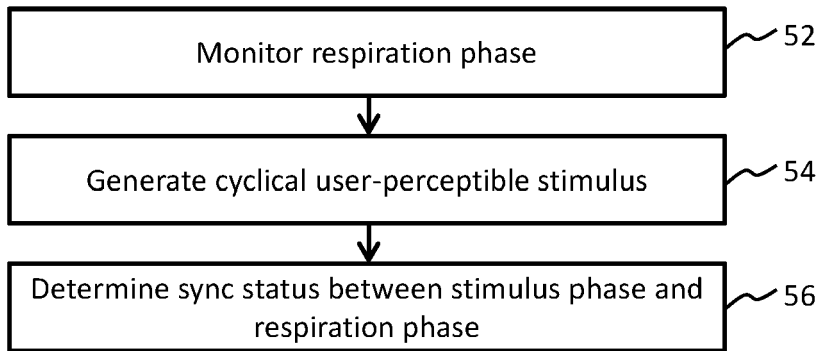 Monitor respiration phase
52
Generate cyclical user-perceptible stimulus
54
Determine sync status between stimulus phase and
respiration phase
56